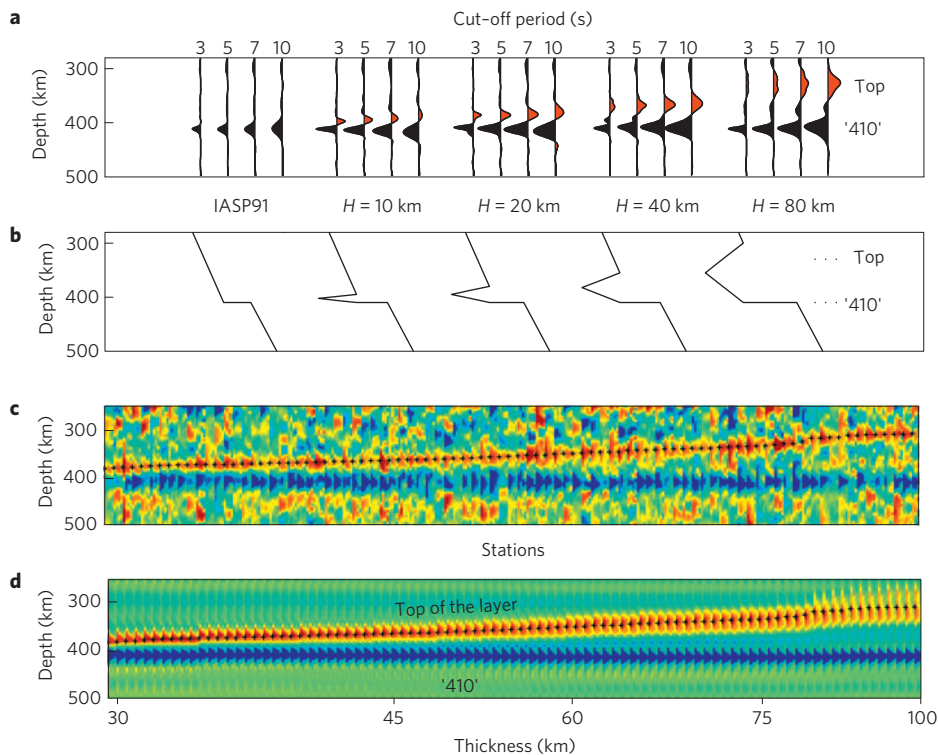 a
Cut-off period (s)
3 5 7 10 3 5 7 10 3 5 7 10 3 5 7 10 3 5 7 10
Depth (km)
300
400
500
Top
'410'
IASP91 H = 10 km H = 20 km H = 40 km H = 80 km
b
Depth (km)
300
400
500
Top
'410'
c
Depth (km)
300
400
500
Stations
d
Depth (km)
300
400
500
Top of the layer
'410'
30 45 60 75 100
Thickness (km)